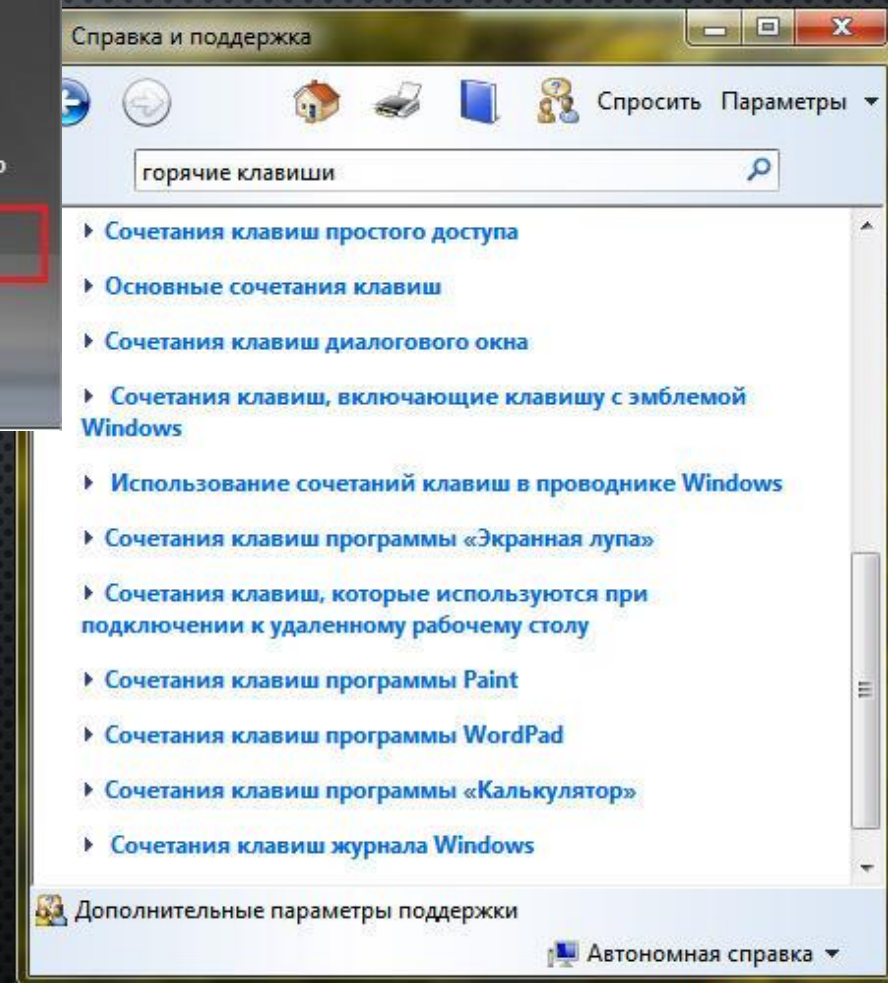 Справка и поддержка
Спросить Параметры
горячие клавиши
Сочетания клавиш простого доступа
Основные сочетания клавиш
Сочетания клавиш диалогового окна
Сочетания клавиш, включающие клавишу с эмблемой
Windows
Использование сочетаний клавиш в проводнике Windows
Сочетания клавиш программы «Экранная лупа»
Сочетания клавиш, которые используются при
подключении к удаленному рабочему столу
Сочетания клавиш программы Paint
Сочетания клавиш программы WordPad
Сочетания клавиш программы «Калькулятор»
Сочетания клавиш журнала Windows
Дополнительные параметры поддержки
Автономная справка